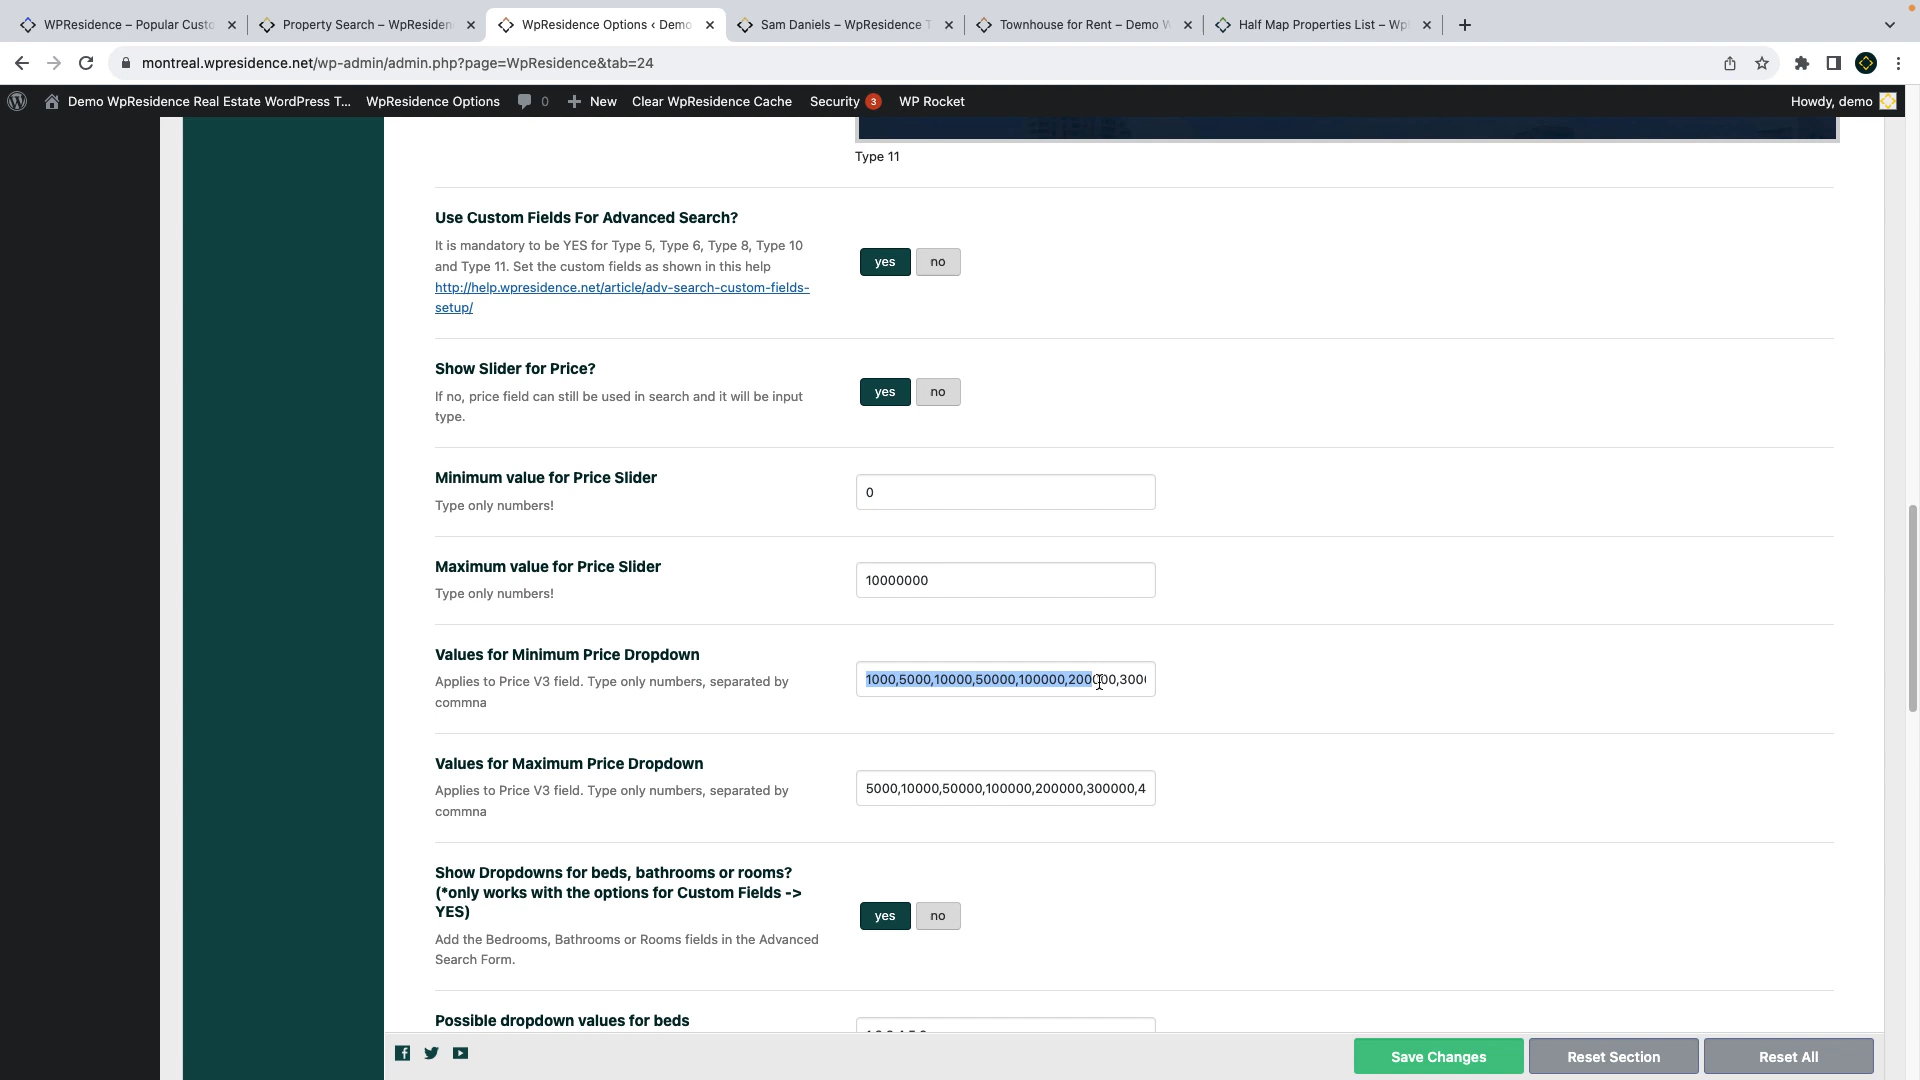 WPResidence – Popular Custo
Property Search – WpResiden
WpResidence Options ‹ Demo
Sam Daniels – WpResidence T
Townhouse for Rent – Demo W
Half Map Properties List – Wp
montreal.wpresidence.net/wp-admin/admin.php?page=WpResidence&tab=24
Demo WpResidence Real Estate WordPress T... WpResidence Options 0 New Clear WpResidence Cache Security 3 WP Rocket Howdy, demo
Type 11
Use Custom Fields For Advanced Search?
It is mandatory to be YES for Type 5, Type 6, Type 8, Type 10
and Type 11. Set the custom fields as shown in this help
http://help.wpresidence.net/article/adv-search-custom-fields-
setup/
yes no
Show Slider for Price?
If no, price field can still be used in search and it will be input
type.
yes no
Minimum value for Price Slider
Type only numbers!
0
Maximum value for Price Slider
Type only numbers!
10000000
Values for Minimum Price Dropdown
Applies to Price V3 field. Type only numbers, separated by
commna
1000,5000,10000,50000,100000,200000,300
Values for Maximum Price Dropdown
Applies to Price V3 field. Type only numbers, separated by
commna
5000,10000,50000,100000,200000,300000,4
Show Dropdowns for beds, bathrooms or rooms?
(*only works with the options for Custom Fields ->
YES)
Add the Bedrooms, Bathrooms or Rooms fields in the Advanced
Search Form.
yes no
Possible dropdown values for beds
Save Changes Reset Section Reset All